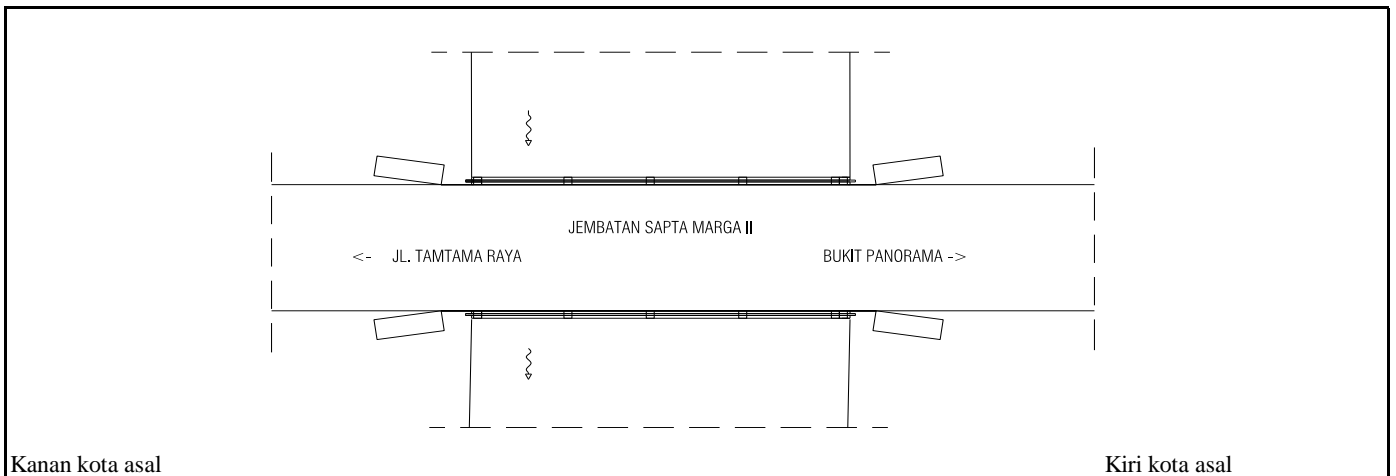 JEMBATAN SAPTA MARGA II
<- JL. TAMTAMA RAYA
BUKIT PANORAMA ->
Kanan kota asal
Kiri kota asal